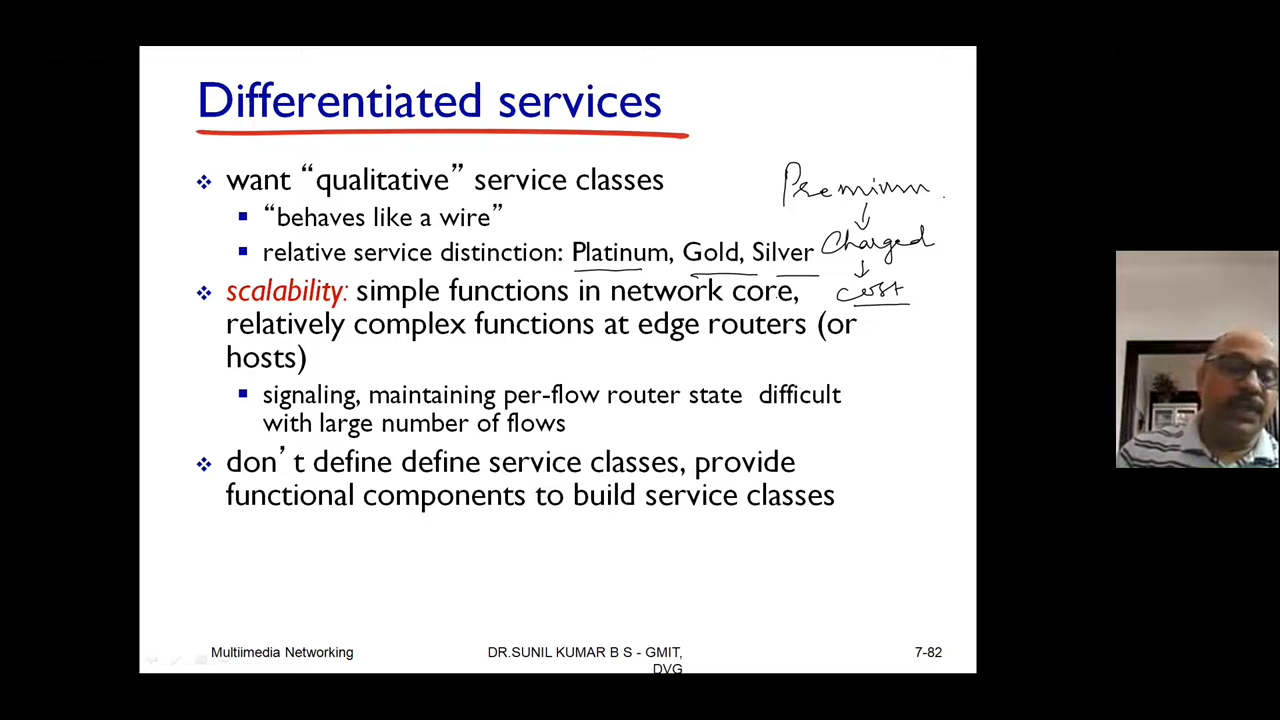 Differentiated services
❖ want “qualitative” service classes
▪ “behaves like a wire”
▪ relative service distinction: Platinum, Gold, Silver
❖ scalability: simple functions in network core,
relatively complex functions at edge routers (or
hosts)
▪ signaling, maintaining per-flow router state difficult
with large number of flows
❖ don’t define define service classes, provide
functional components to build service classes
Premium.
↓
Charged
↓
cost
Multiimedia Networking
DR.SUNIL KUMAR B S - GMIT,
DVG
7-82